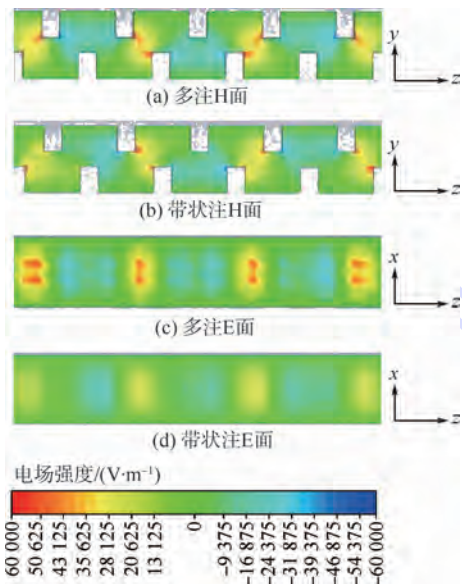 y
z
(a) 多注H面
y
z
(b) 带状注H面
x
z
(c) 多注E面
x
z
(d) 带状注E面
电场强度/(V·m⁻¹)
60 000
50 625
43 125
35 625
28 125
20 625
13 125
0
-9 375
-16 875
-24 375
-31 875
-39 375
-46 875
-54 375
-60 000